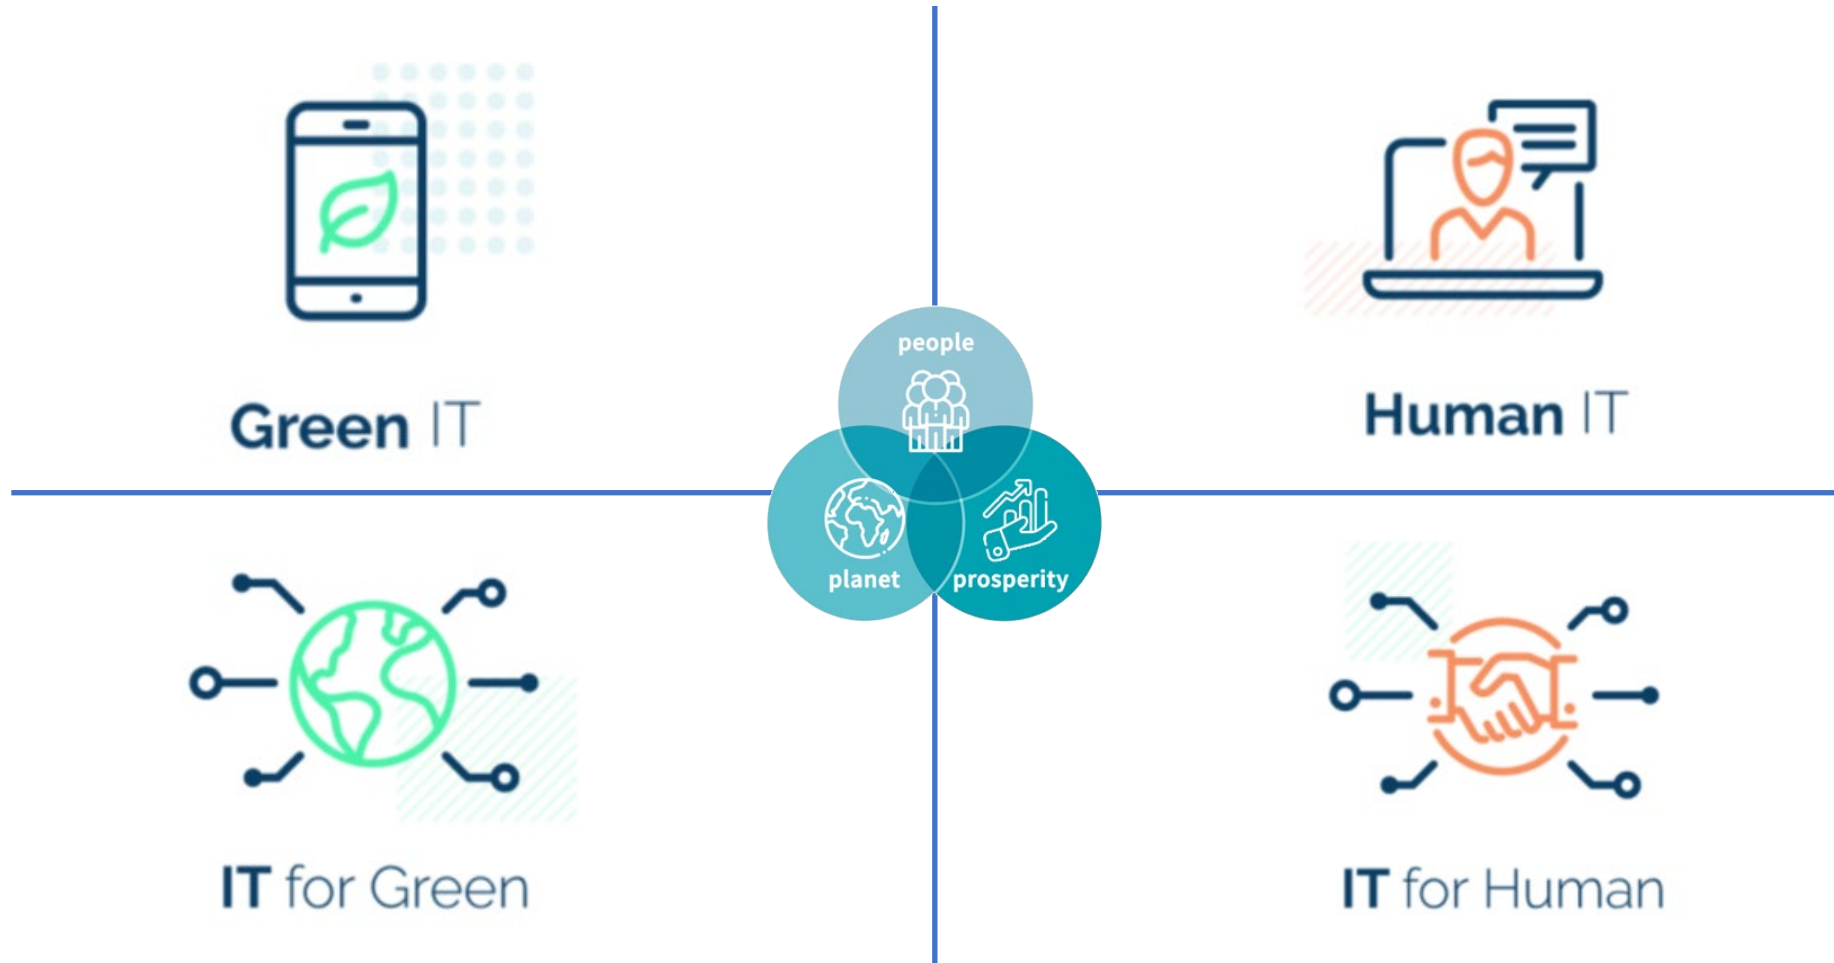 Green IT
Human IT
people
planet
prosperity
IT for Green
IT for Human